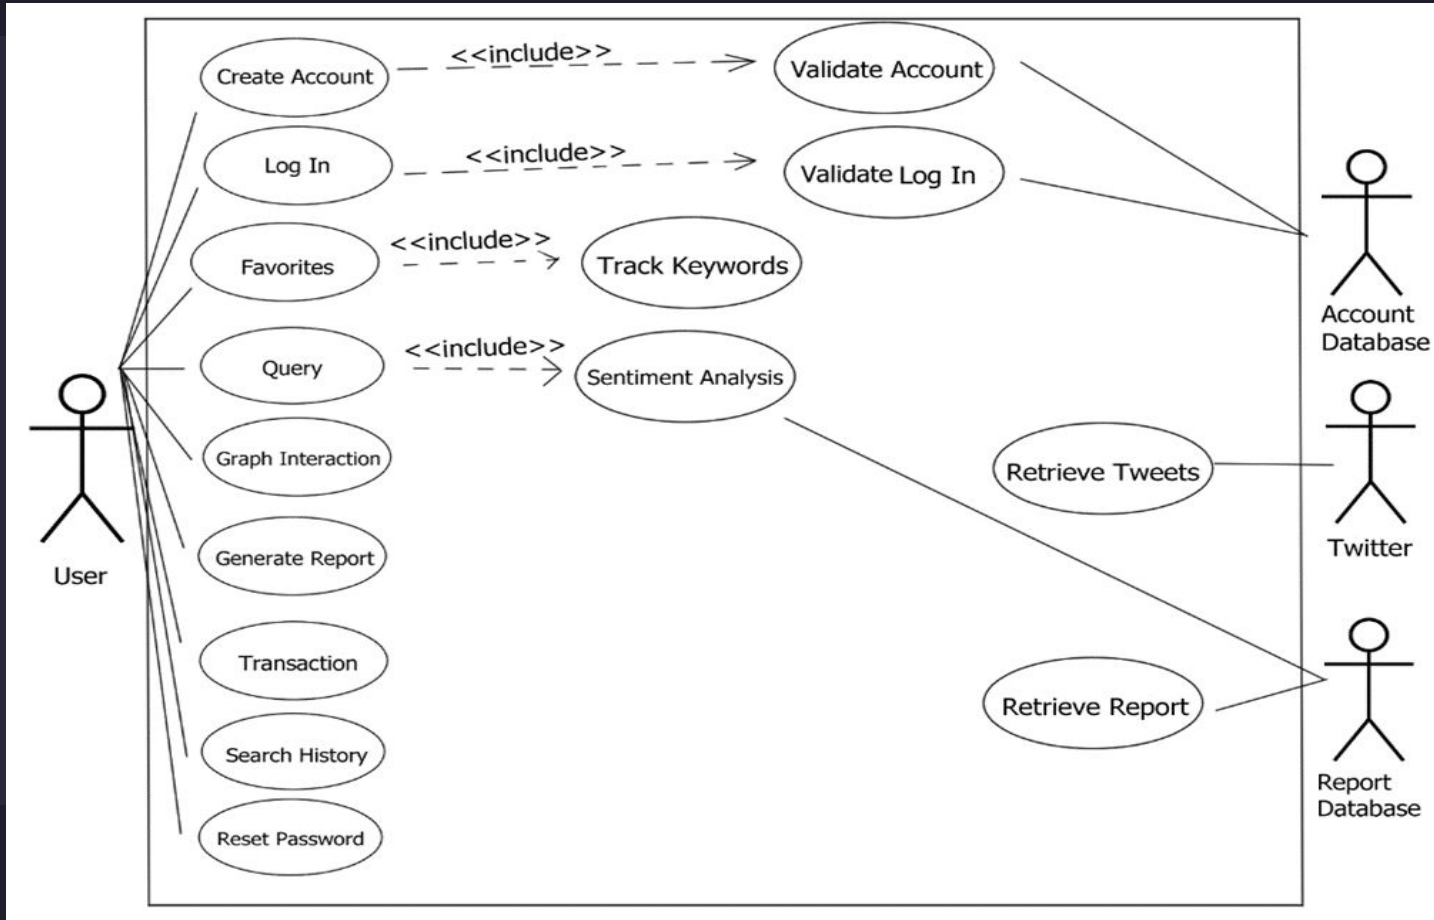 Create Account
<<include>>
Validate Account
Log In
<<include>>
Validate Log In
Favorites
<<include>>
Track Keywords
Query
<<include>>
Sentiment Analysis
Graph Interaction
Generate Report
Transaction
Search History
Reset Password
Retrieve Tweets
Retrieve Report
User
Account
Database
Twitter
Report
Database